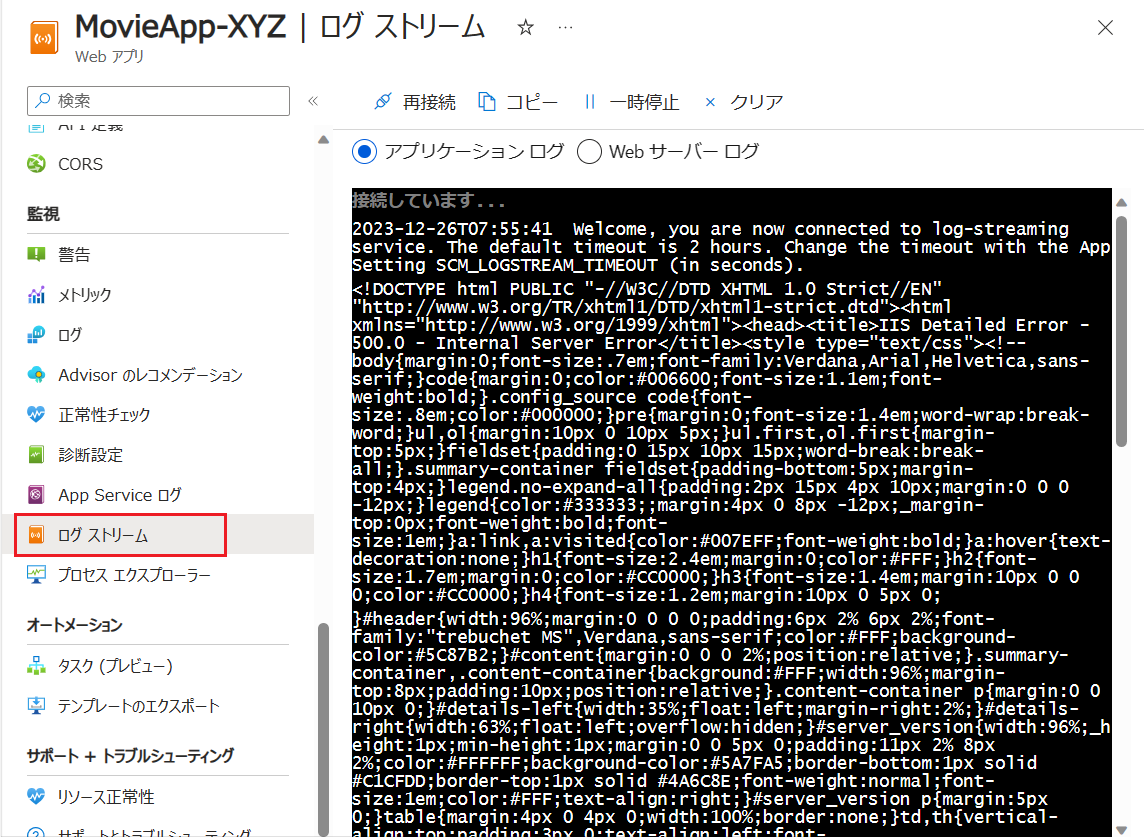 MovieApp-XYZ | ログ ストリーム
Web アプリ
検索
API 定義
CORS
監視
警告
メトリック
ログ
Advisor のレコメンデーション
正常性チェック
診断設定
App Service ログ
ログ ストリーム
プロセス エクスプローラー
オートメーション
タスク (プレビュー)
テンプレートのエクスポート
サポート + トラブルシューティング
リソース正常性
サポートとトラブルシューティング
再接続 コピー 一時停止 クリア
アプリケーション ログ Web サーバー ログ
接続しています...
2023-12-26T07:55:41  Welcome, you are now connected to log-streaming
service. The default timeout is 2 hours. Change the timeout with the App
Setting SCM_LOGSTREAM_TIMEOUT (in seconds).
<!DOCTYPE html PUBLIC "-//W3C//DTD XHTML 1.0 Strict//EN"
"http://www.w3.org/TR/xhtml1/DTD/xhtml1-strict.dtd"><html
xmlns="http://www.w3.org/1999/xhtml"><head><title>IIS Detailed Error -
500.0 - Internal Server Error</title><style type="text/css"><!--
body{margin:0;font-size:.7em;font-family:Verdana,Arial,Helvetica,sans-
serif;}code{margin:0;color:#006600;font-size:1.1em;font-
weight:bold;}.config_source code{font-
size:.8em;color:#000000;}pre{margin:0;font-size:1.4em;word-wrap:break-
word;}ul,ol{margin:10px 0 10px 5px;}ul.first,ol.first{margin-
top:5px;}fieldset{padding:0 15px 10px 15px;word-break:break-
all;}.summary-container fieldset{padding-bottom:5px;margin-
top:4px;}legend.no-expand-all{padding:2px 15px 4px 10px;margin:0 0 0
-12px;}legend{color:#333333;;margin:4px 0 8px -12px;_margin-
top:0px;font-weight:bold;font-
size:1em;}a:link,a:visited{color:#007EFF;font-weight:bold;}a:hover{text-
decoration:none;}h1{font-size:2.4em;margin:0;color:#FFF;}h2{font-
size:1.7em;margin:0;color:#CC0000;}h3{font-size:1.4em;margin:10px 0 0
0;color:#CC0000;}h4{font-size:1.2em;margin:10px 0 5px 0;
}#header{width:96%;margin:0 0 0 0;padding:6px 2% 6px 2%;font-
family:"trebuchet MS",Verdana,sans-serif;color:#FFF;background-
color:#5C87B2;}#content{margin:0 0 0 2%;position:relative;}.summary-
container,.content-container{background:#FFF;width:96%;margin-
top:8px;padding:10px;position:relative;}.content-container p{margin:0 0
10px 0;}#details-left{width:35%;float:left;margin-right:2%;}#details-
right{width:63%;float:left;overflow:hidden;}#server_version{width:96%;_h
eight:1px;min-height:1px;margin:0 0 5px 0;padding:11px 2% 8px
2%;color:#FFFFFF;background-color:#5A7FA5;border-bottom:1px solid
#C1CFDD;border-top:1px solid #4A6C8E;font-weight:normal;font-
size:1em;color:#FFF;text-align:right;}#server_version p{margin:5px
0;}table{margin:4px 0 4px 0;width:100%;border:none;}td,th{vertical-
align:top;padding:3px 0;text-align:left;font-